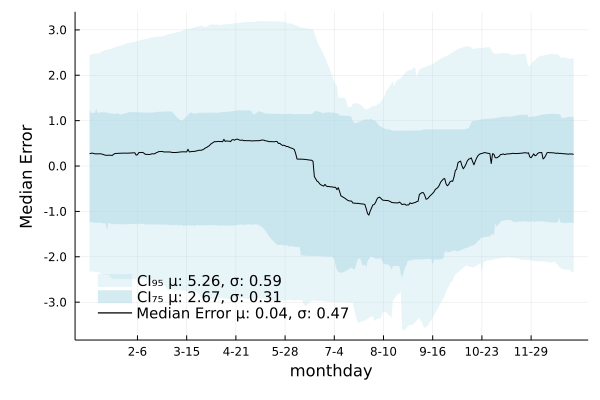 3.0
2.0
1.0
0.0
-1.0
-2.0
-3.0
Median Error
CI₉₅ μ: 5.26, σ: 0.59
CI₇₅ μ: 2.67, σ: 0.31
Median Error μ: 0.04, σ: 0.47
2-6 3-15 4-21 5-28 7-4 8-10 9-16 10-23 11-29
monthday